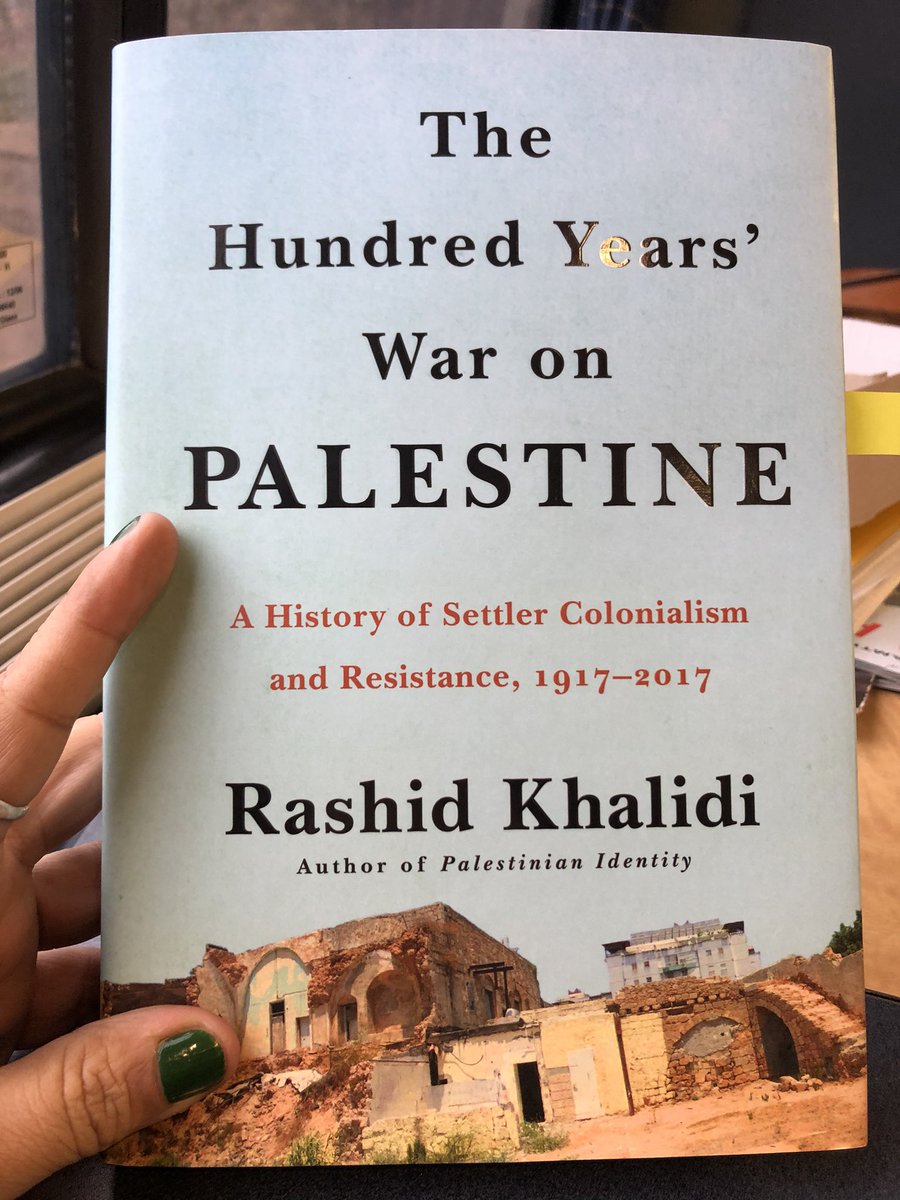 The
Hundred Years’
War on
PALESTINE
A History of Settler Colonialism
and Resistance, 1917–2017
Rashid Khalidi
Author of Palestinian Identity